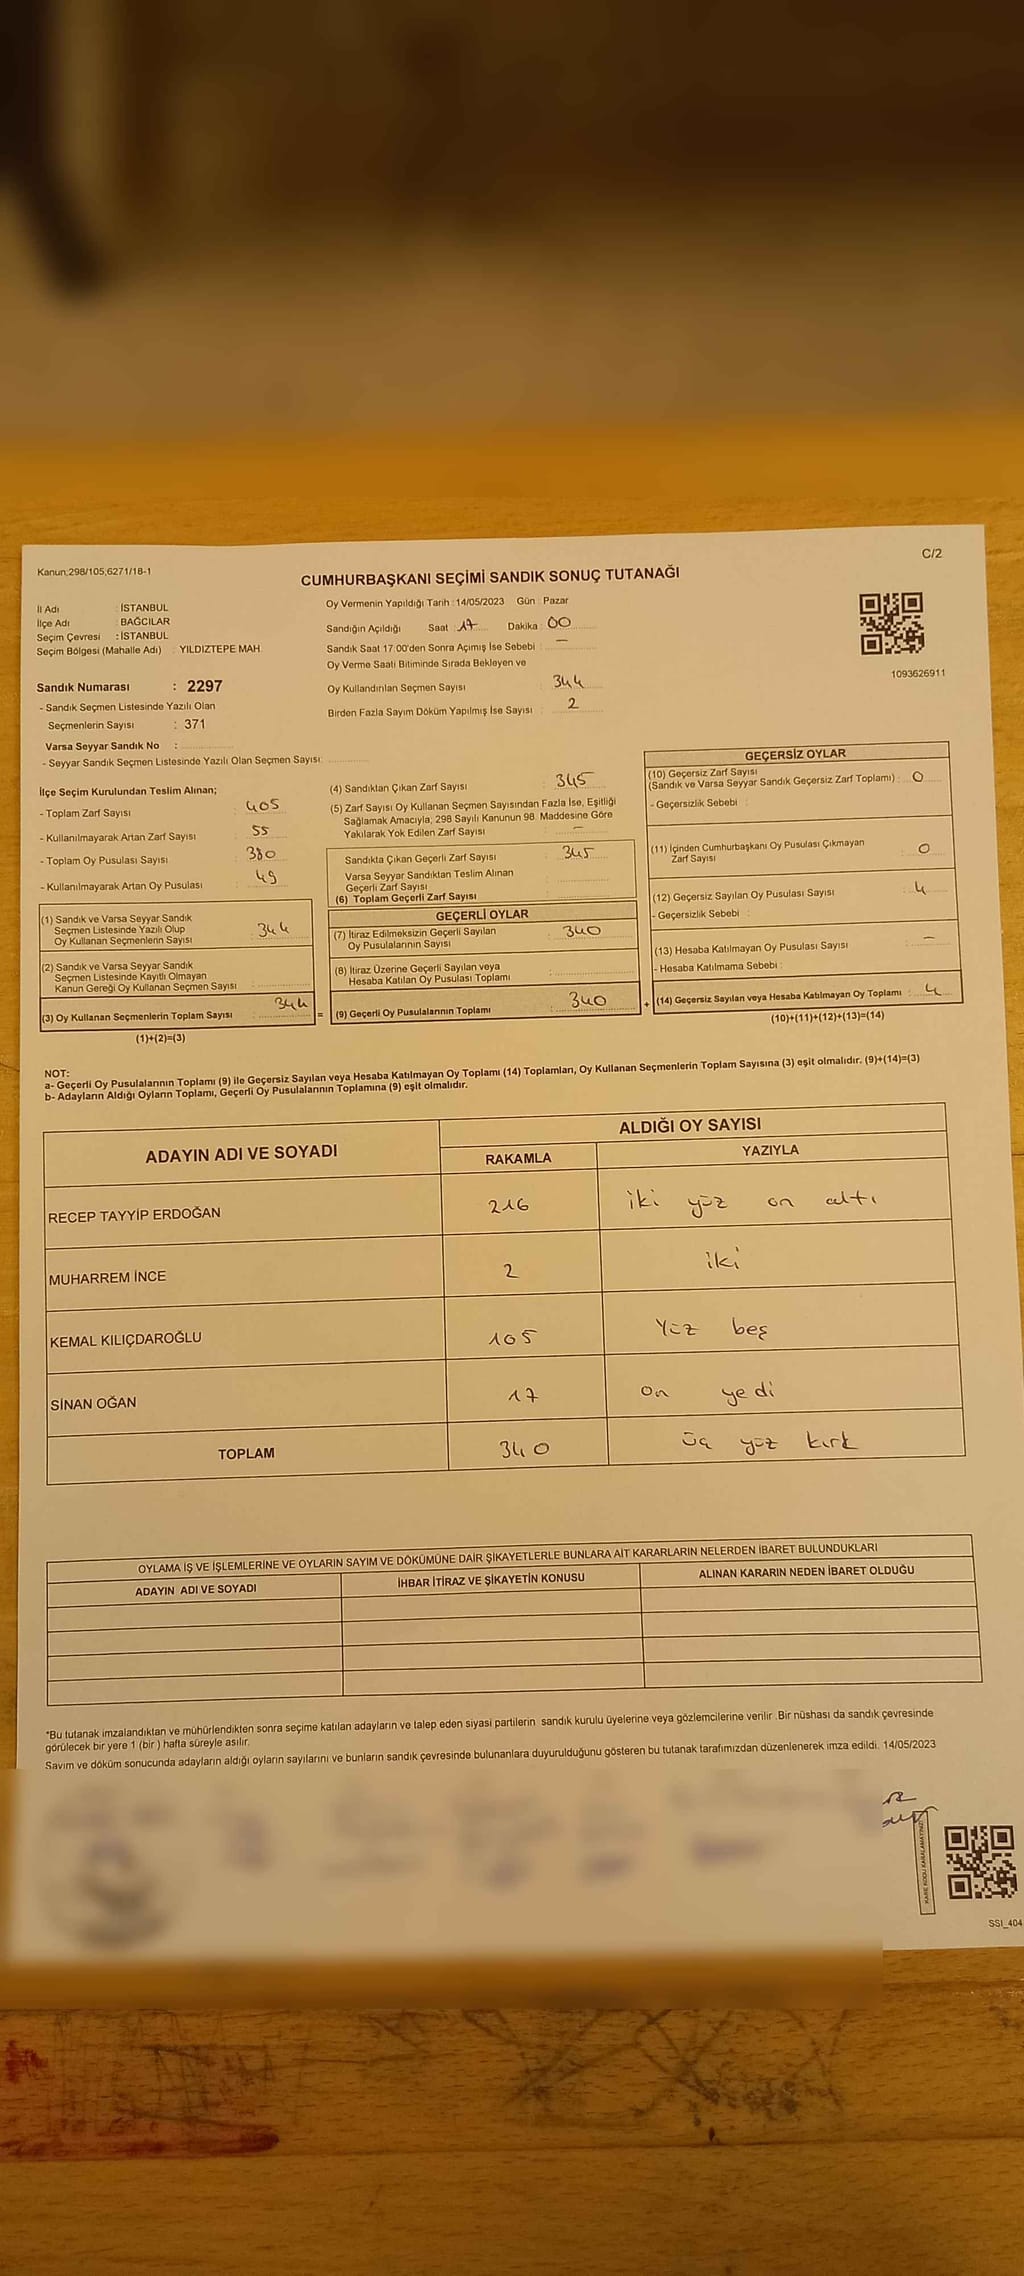 C/2
Kanun;298/105,6271/18-1
CUMHURBAŞKANI SEÇİMİ SANDIK SONUÇ TUTANAĞI
İl Adı : İSTANBUL
İlçe Adı : BAĞCILAR
Seçim Çevresi : İSTANBUL
Seçim Bölgesi (Mahalle Adı) : YILDIZTEPE MAH.
Oy Vermenin Yapıldığı Tarih : 14/05/2023 Gün : Pazar
Sandığın Açıldığı Saat : 17 Dakika : 00
Sandık Saat 17:00'den Sonra Açımış İse Sebebi : —
Oy Verme Saati Bitiminde Sırada Bekleyen ve
Oy Kullandırılan Seçmen Sayısı : 344
Birden Fazla Sayım Döküm Yapılmış İse Sayısı : 2
1093626911
Sandık Numarası : 2297
- Sandık Seçmen Listesinde Yazılı Olan
Seçmenlerin Sayısı : 371
Varsa Seyyar Sandık No :
- Seyyar Sandık Seçmen Listesinde Yazılı Olan Seçmen Sayısı:
İlçe Seçim Kurulundan Teslim Alınan;
- Toplam Zarf Sayısı : 405
- Kullanılmayarak Artan Zarf Sayısı : 55
- Toplam Oy Pusulası Sayısı : 380
- Kullanılmayarak Artan Oy Pusulası : 49
(1) Sandık ve Varsa Seyyar Sandık
Seçmen Listesinde Yazılı Olup
Oy Kullanan Seçmenlerin Sayısı : 344
(2) Sandık ve Varsa Seyyar Sandık
Seçmen Listesinde Kayıtlı Olmayan
Kanun Gereği Oy Kullanan Seçmen Sayısı :
(3) Oy Kullanan Seçmenlerin Toplam Sayısı : 344
(1)+(2)=(3)
(4) Sandıktan Çıkan Zarf Sayısı : 345
(5) Zarf Sayısı Oy Kullanan Seçmen Sayısından Fazla İse, Eşitliği
Sağlamak Amacıyla, 298 Sayılı Kanunun 98. Maddesine Göre
Yakılarak Yok Edilen Zarf Sayısı : —
Sandıkta Çıkan Geçerli Zarf Sayısı : 345
Varsa Seyyar Sandıktan Teslim Alınan
Geçerli Zarf Sayısı :
(6) Toplam Geçerli Zarf Sayısı
GEÇERLİ OYLAR
(7) İtiraz Edilmeksizin Geçerli Sayılan
Oy Pusulalarının Sayısı : 340
(8) İtiraz Üzerine Geçerli Sayılan veya
Hesaba Katılan Oy Pusulası Toplamı :
= (9) Geçerli Oy Pusulalarının Toplamı : 340
GEÇERSİZ OYLAR
(10) Geçersiz Zarf Sayısı
(Sandık ve Varsa Seyyar Sandık Geçersiz Zarf Toplamı) : 0
- Geçersizlik Sebebi :
(11) İçinden Cumhurbaşkanı Oy Pusulası Çıkmayan
Zarf Sayısı : 0
(12) Geçersiz Sayılan Oy Pusulası Sayısı : 4
- Geçersizlik Sebebi :
(13) Hesaba Katılmayan Oy Pusulası Sayısı : —
- Hesaba Katılmama Sebebi :
+ (14) Geçersiz Sayılan veya Hesaba Katılmayan Oy Toplamı : 4
(10)+(11)+(12)+(13)=(14)
NOT:
a- Geçerli Oy Pusulalarının Toplamı (9) ile Geçersiz Sayılan veya Hesaba Katılmayan Oy Toplamı (14) Toplamları, Oy Kullanan Seçmenlerin Toplam Sayısına (3) eşit olmalıdır. (9)+(14)=(3)
b- Adayların Aldığı Oyların Toplamı, Geçerli Oy Pusulalarının Toplamına (9) eşit olmalıdır.
ADAYIN ADI VE SOYADI ALDIĞI OY SAYISI
RAKAMLA YAZIYLA
RECEP TAYYİP ERDOĞAN 216 iki yüz on altı
MUHARREM İNCE 2 iki
KEMAL KILIÇDAROĞLU 105 Yüz beş
SİNAN OĞAN 17 on yedi
TOPLAM 340 üç yüz kırk
OYLAMA İŞ VE İŞLEMLERİNE VE OYLARIN SAYIM VE DÖKÜMÜNE DAİR ŞİKAYETLERLE BUNLARA AİT KARARLARIN NELERDEN İBARET BULUNDUKLARI
ADAYIN ADI VE SOYADI İHBAR İTİRAZ VE ŞİKAYETİN KONUSU ALINAN KARARIN NEDEN İBARET OLDUĞU
*Bu tutanak imzalandıktan ve mühürlendikten sonra seçime katılan adayların ve talep eden siyasi partilerin sandık kurulu üyelerine veya gözlemcilerine verilir .Bir nüshası da sandık çevresinde
görülecek bir yere 1 (bir ) hafta süreyle asılır.
Sayım ve döküm sonucunda adayların aldığı oyların sayılarını ve bunların sandık çevresinde bulunanlara duyurulduğunu gösteren bu tutanak tarafımızdan düzenlenerek imza edildi. 14/05/2023
KARE KODU KARALAMAYINIZ
SSI_404